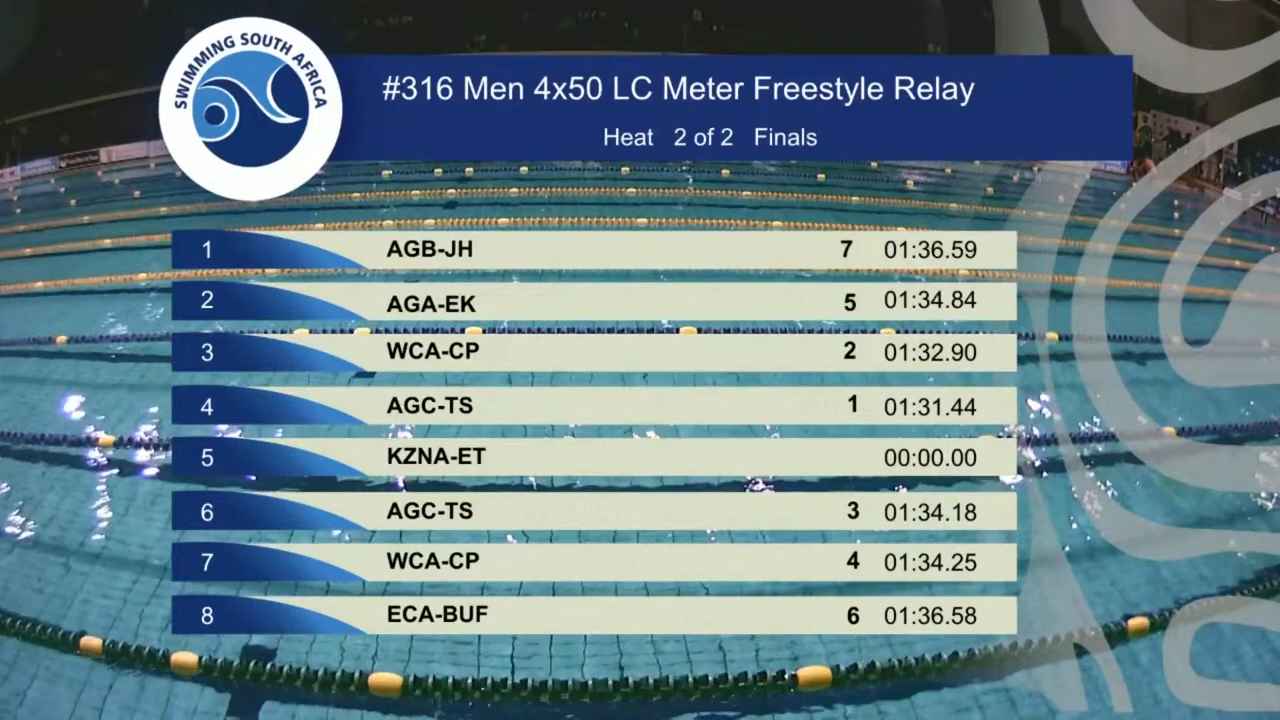 SWIMMING SOUTH AFRICA
#316 Men 4x50 LC Meter Freestyle Relay
Heat 2 of 2 Finals
1 AGB-JH 7 01:36.59
2 AGA-EK 5 01:34.84
3 WCA-CP 2 01:32.90
4 AGC-TS 1 01:31.44
5 KZNA-ET 00:00.00
6 AGC-TS 3 01:34.18
7 WCA-CP 4 01:34.25
8 ECA-BUF 6 01:36.58